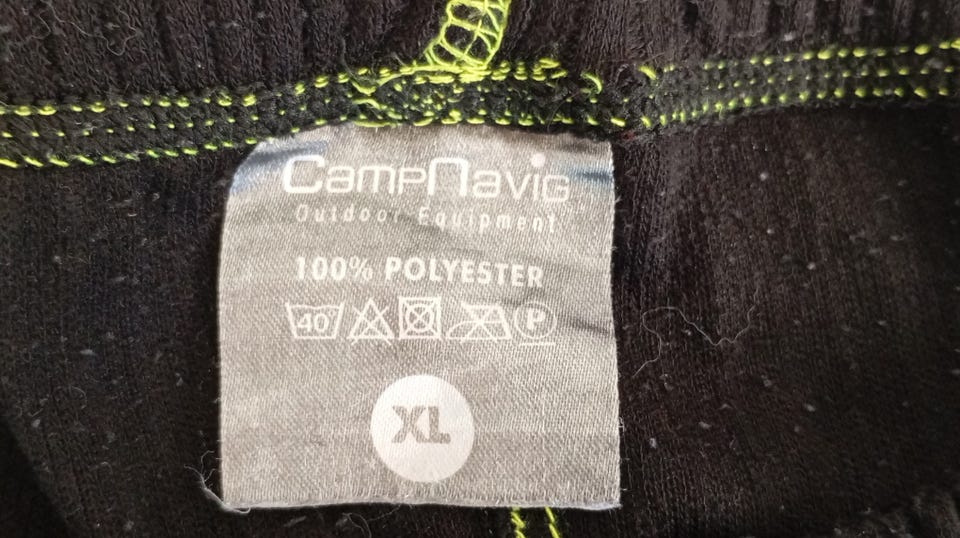 CampNavig
Outdoor Equipment
100% POLYESTER
40° P
XL